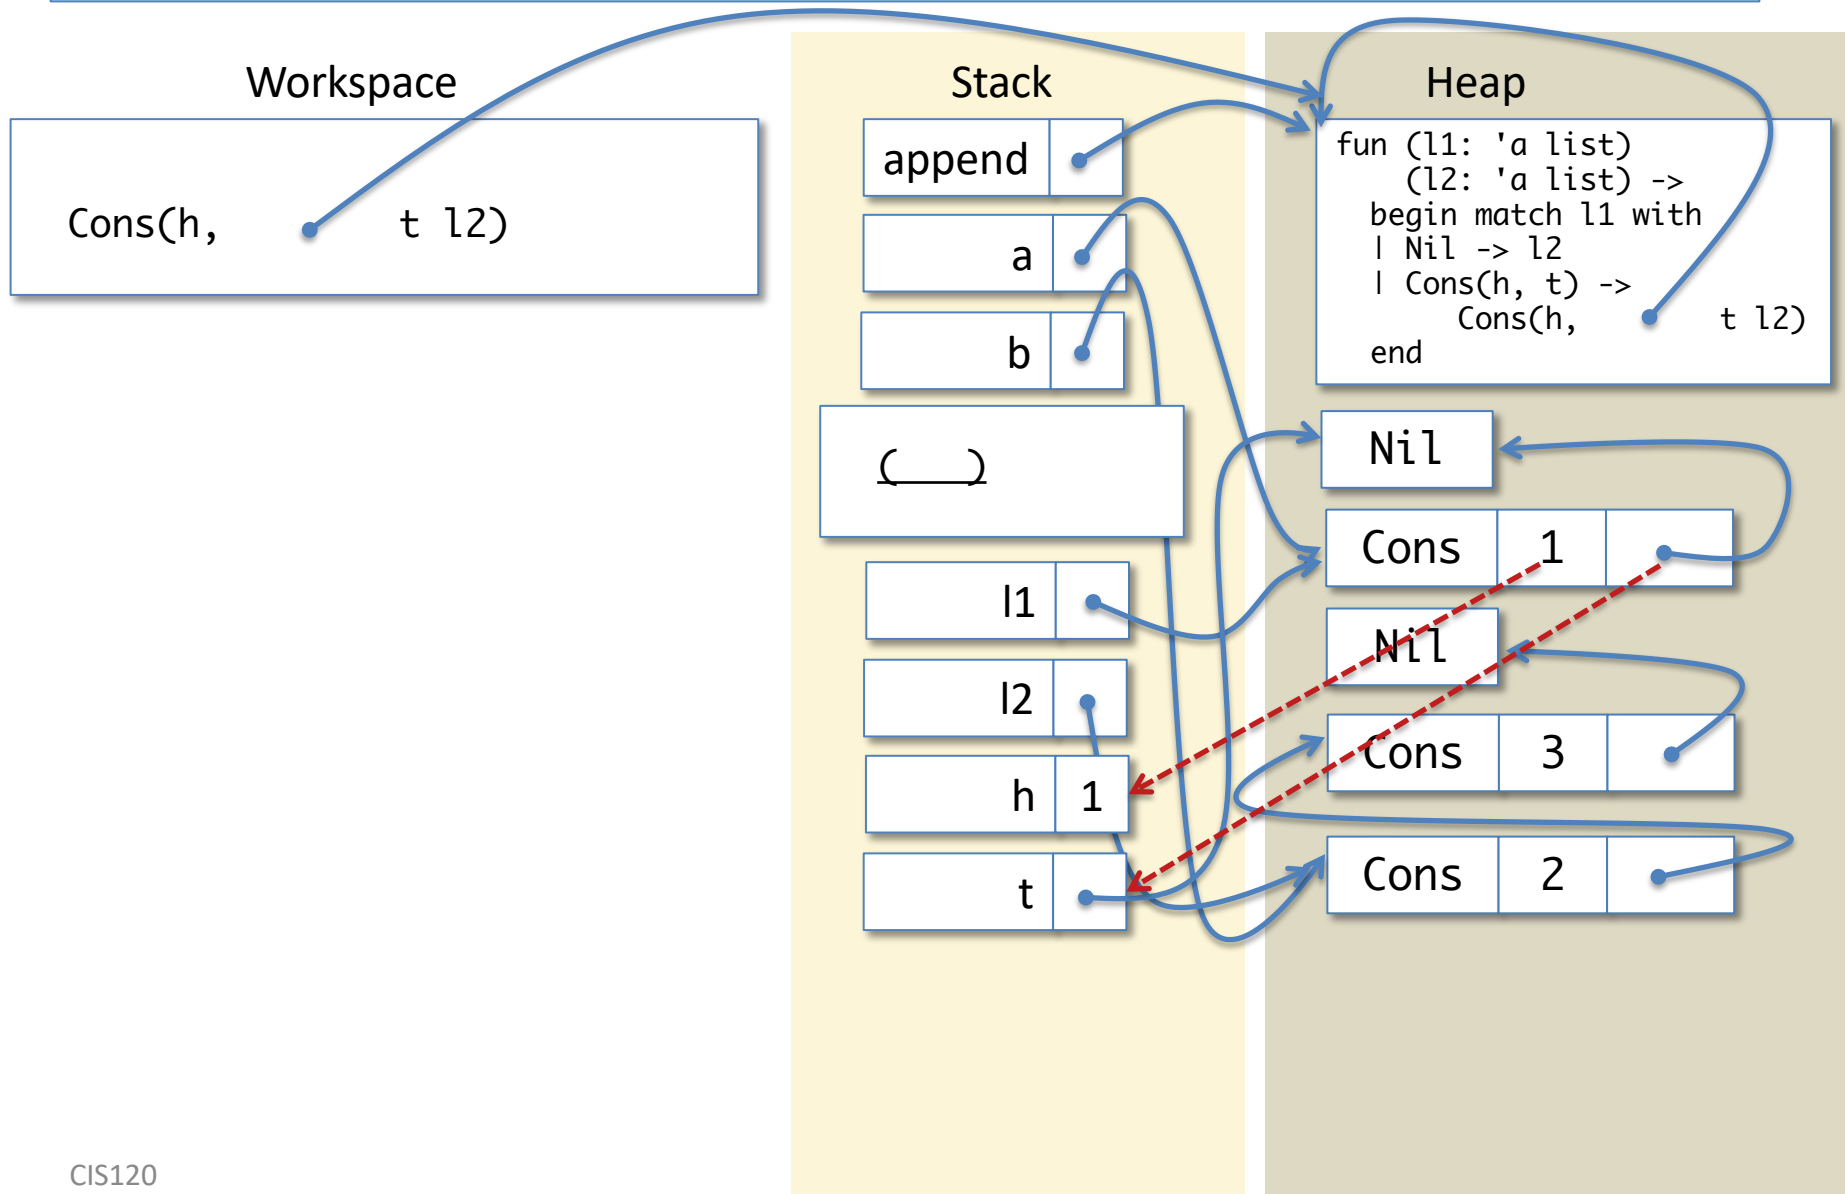 Workspace
Stack
Heap
Cons(h, t l2)
append
a
b
(___)
l1
l2
h 1
t
fun (l1: 'a list)
(l2: 'a list) ->
begin match l1 with
| Nil -> l2
| Cons(h, t) ->
Cons(h, t l2)
end
Nil
Cons 1
Nil
Cons 3
Cons 2
CIS120